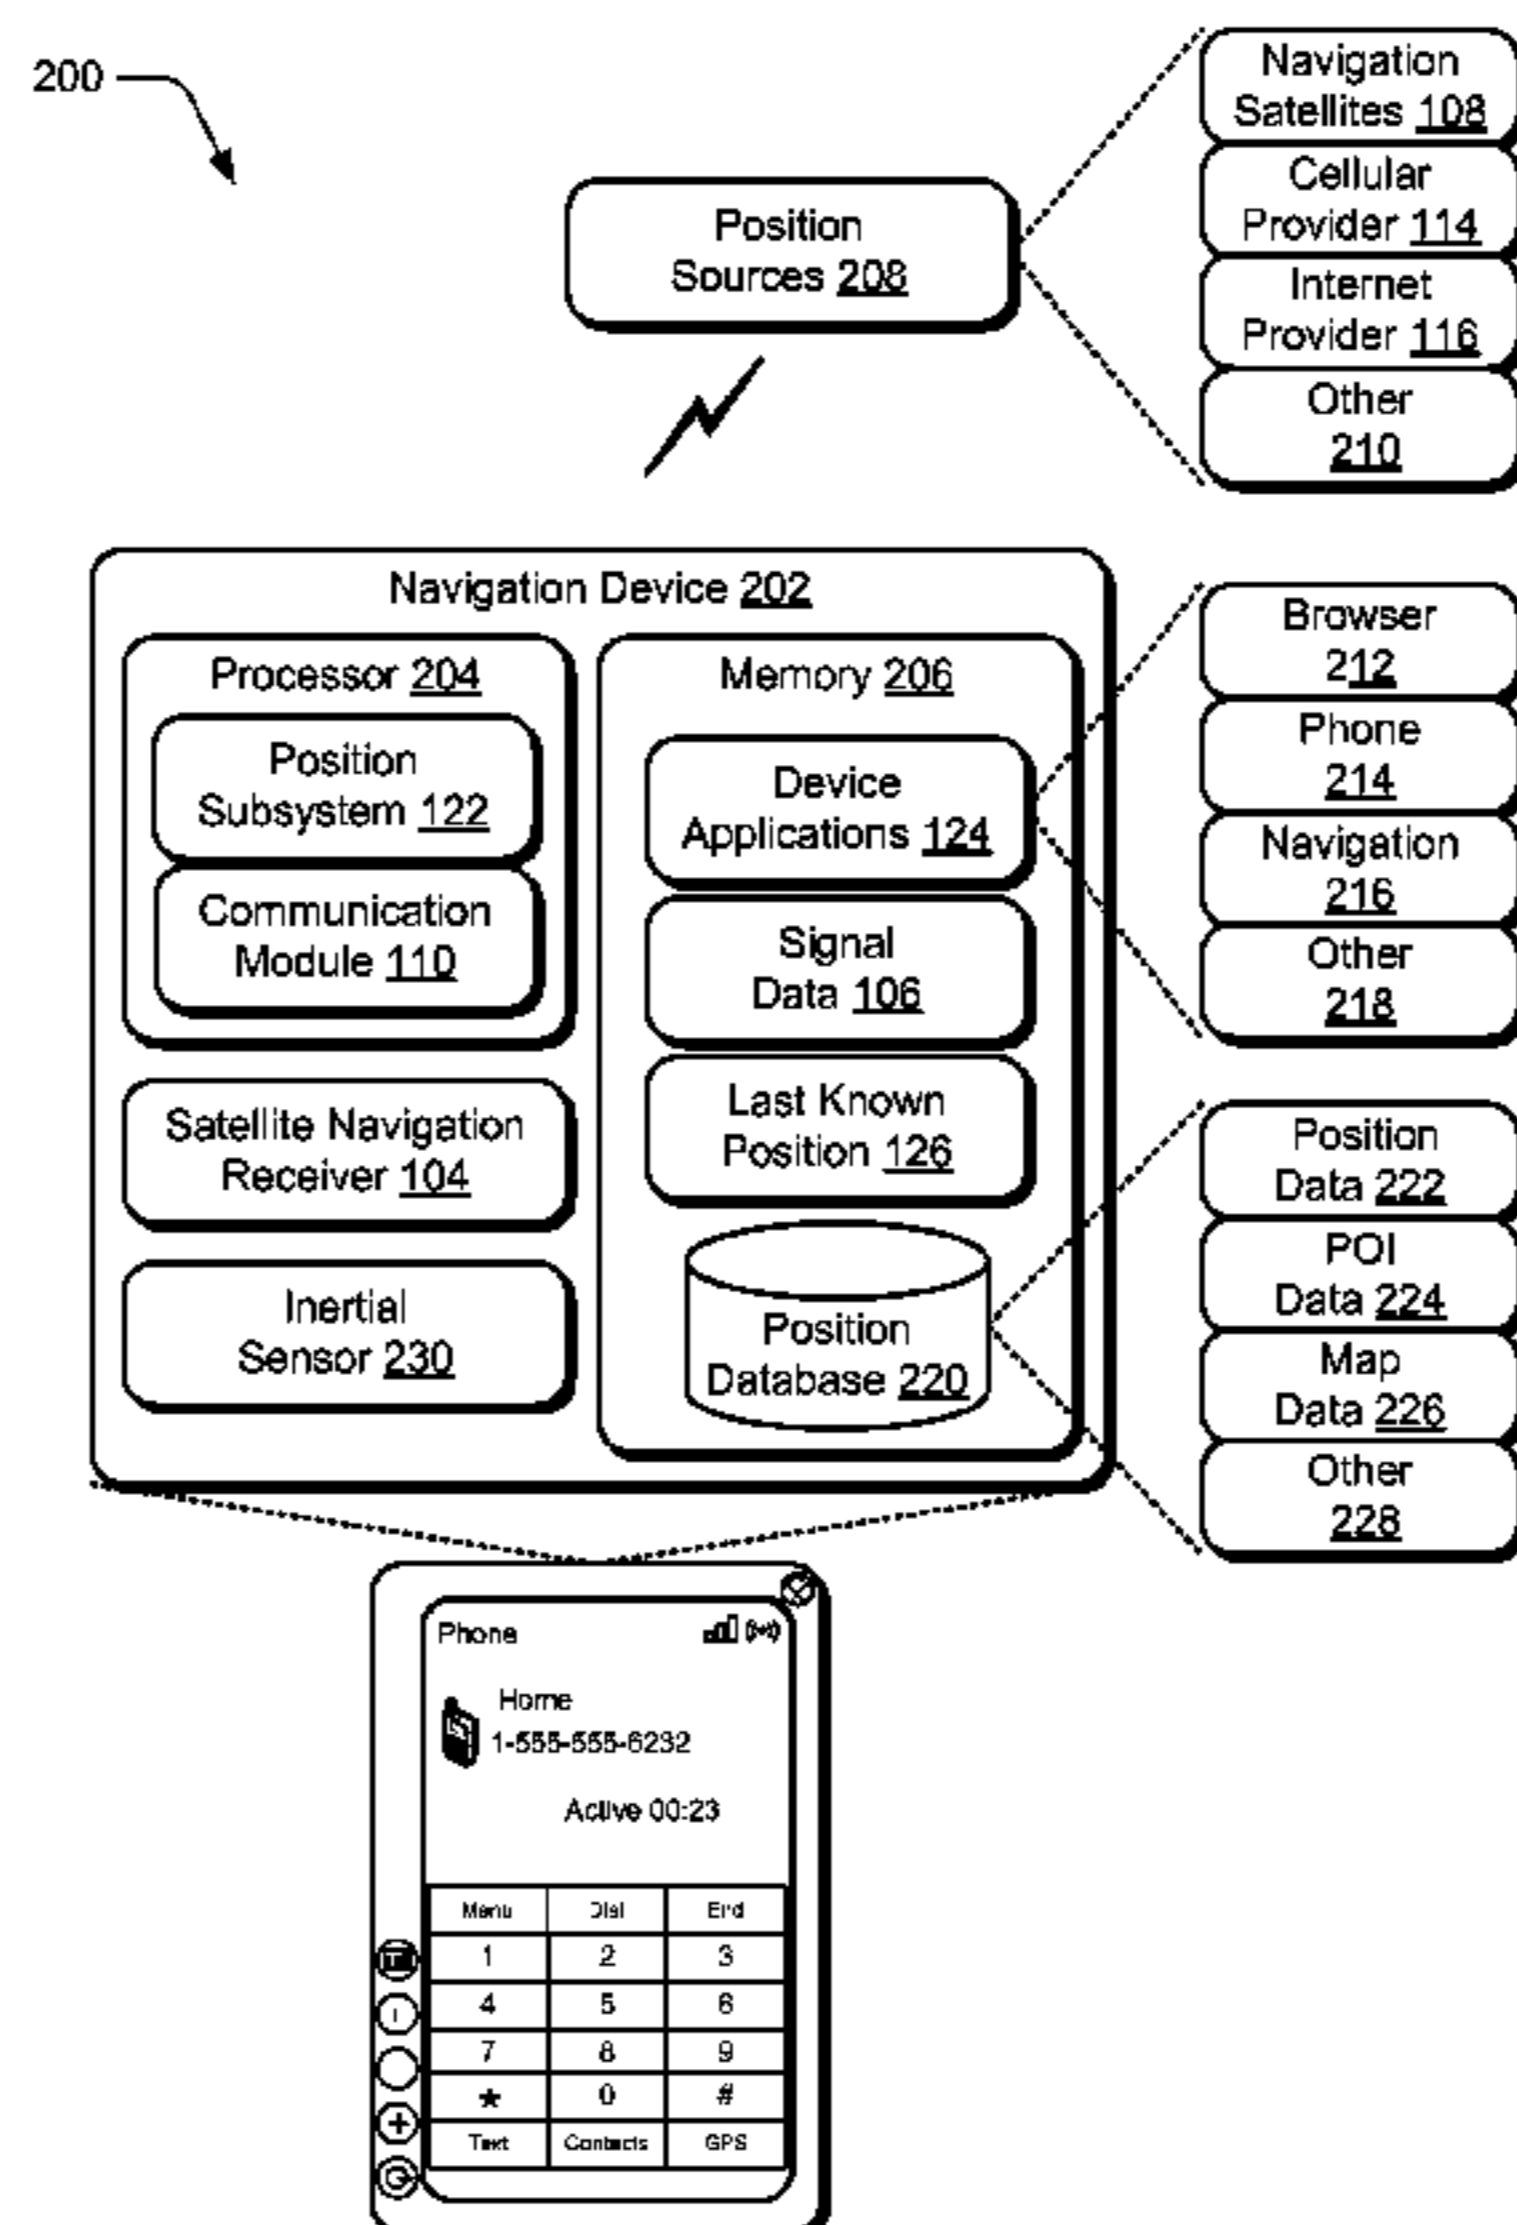 200
Position
Sources 208
Navigation
Satellites 108
Cellular
Provider 114
Internet
Provider 116
Other
210
Navigation Device 202
Processor 204
Position
Subsystem 122
Communication
Module 110
Satellite Navigation
Receiver 104
Inertial
Sensor 230
Memory 206
Device
Applications 124
Signal
Data 106
Last Known
Position 126
Position
Database 220
Browser
212
Phone
214
Navigation
216
Other
218
Position
Data 222
POI
Data 224
Map
Data 226
Other
228
Phone
Home
1-555-555-6232
Active 00:23
Menu Dial End
1 2 3
4 5 6
7 8 9
* 0 #
Text Contacts GPS